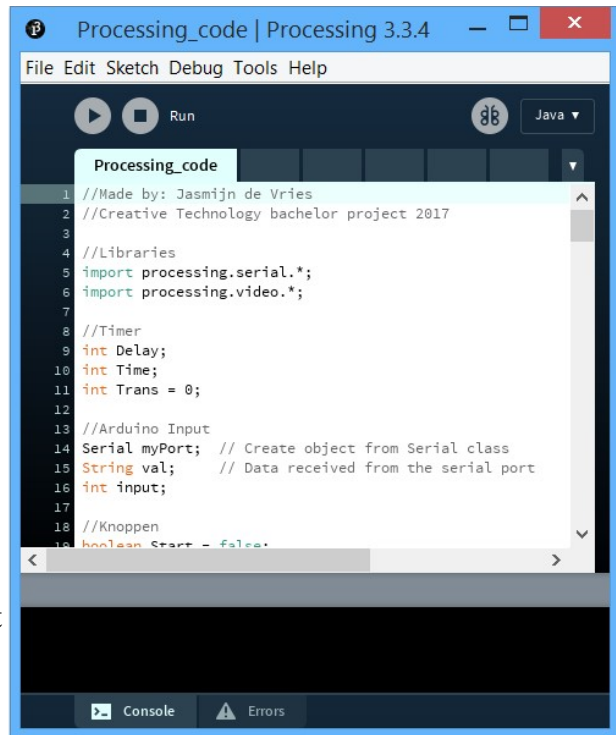 Processing_code | Processing 3.3.4
File Edit Sketch Debug Tools Help
Run
Java ▼
Processing_code
1 //Made by: Jasmijn de Vries
2 //Creative Technology bachelor project 2017
3
4 //Libraries
5 import processing.serial.*;
6 import processing.video.*;
7
8 //Timer
9 int Delay;
10 int Time;
11 int Trans = 0;
12
13 //Arduino Input
14 Serial myPort;  // Create object from Serial class
15 String val;     // Data received from the serial port
16 int input;
17
18 //Knoppen
19 boolean Start = false;
t
Console
Errors